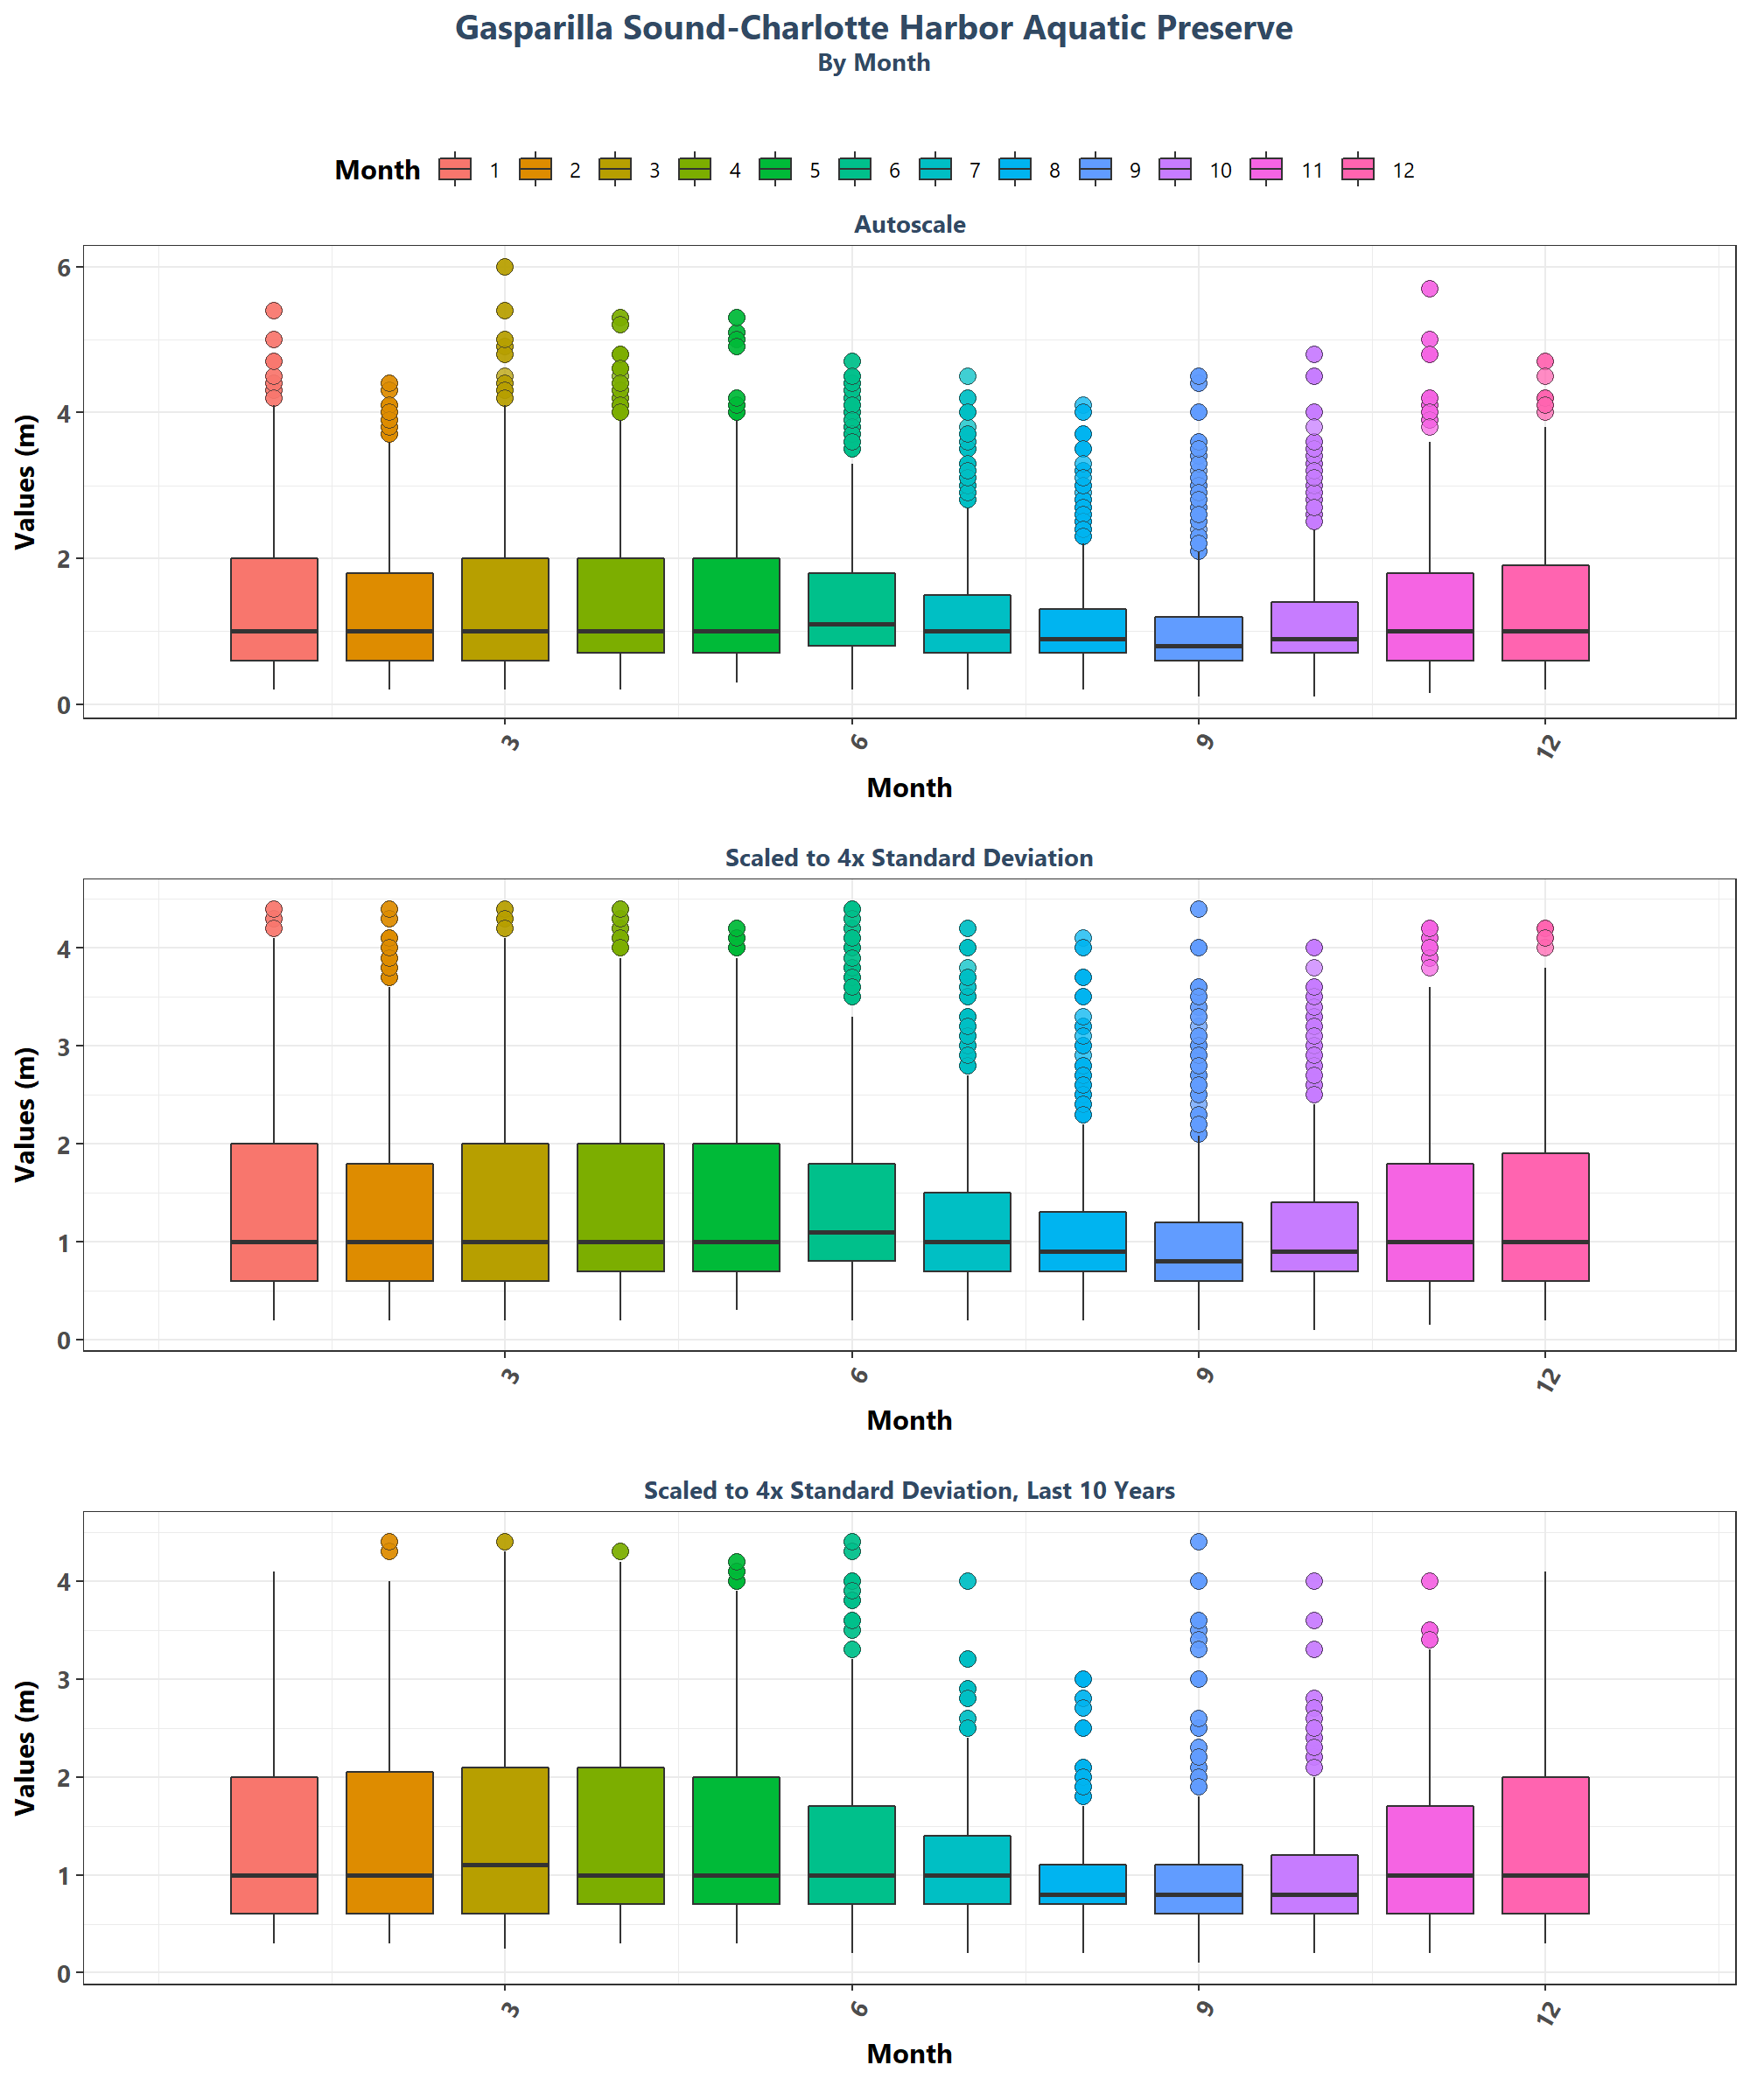 Gasparilla Sound-Charlotte Harbor Aquatic Preserve
By Month
Month 1 2 3 4 5 6 7 8 9 10 11 12
Autoscale
Values (m)
6
4
2
0
3 6 9 12
Month
Scaled to 4x Standard Deviation
Values (m)
4
3
2
1
0
3 6 9 12
Month
Scaled to 4x Standard Deviation, Last 10 Years
Values (m)
4
3
2
1
0
3 6 9 12
Month